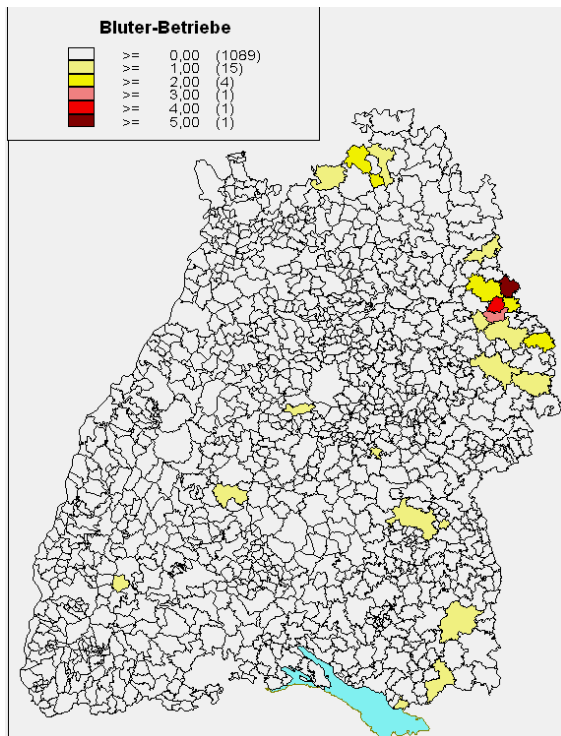 Bluter-Betriebe
>= 0,00 (1089)
>= 1,00 (15)
>= 2,00 (4)
>= 3,00 (1)
>= 4,00 (1)
>= 5,00 (1)